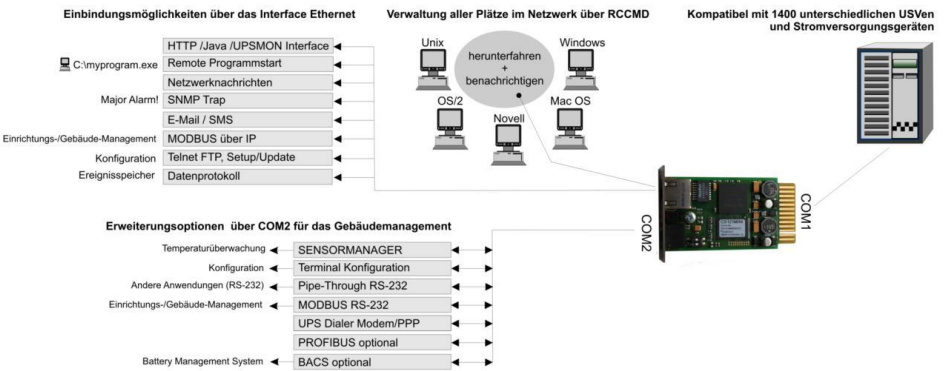 Einbindungsmöglichkeiten über das Interface Ethernet
HTTP /Java /UPSMON Interface
C:\myprogram.exe Remote Programmstart
Netzwerknachrichten
Major Alarm! SNMP Trap
E-Mail / SMS
Einrichtungs-/Gebäude-Management MODBUS über IP
Konfiguration Telnet FTP, Setup/Update
Ereignisspeicher Datenprotokoll
Verwaltung aller Plätze im Netzwerk über RCCMD
Unix
Windows
herunterfahren
+
benachrichtigen
OS/2
Mac OS
Novell
Kompatibel mit 1400 unterschiedlichen USVen
und Stromversorgungsgeräten
COM1
COM2
Erweiterungsoptionen über COM2 für das Gebäudemanagement
Temperaturüberwachung SENSORMANAGER
Konfiguration Terminal Konfiguration
Andere Anwendungen (RS-232) Pipe-Through RS-232
Einrichtungs-/Gebäude-Management MODBUS RS-232
UPS Dialer Modem/PPP
PROFIBUS optional
Battery Management System BACS optional